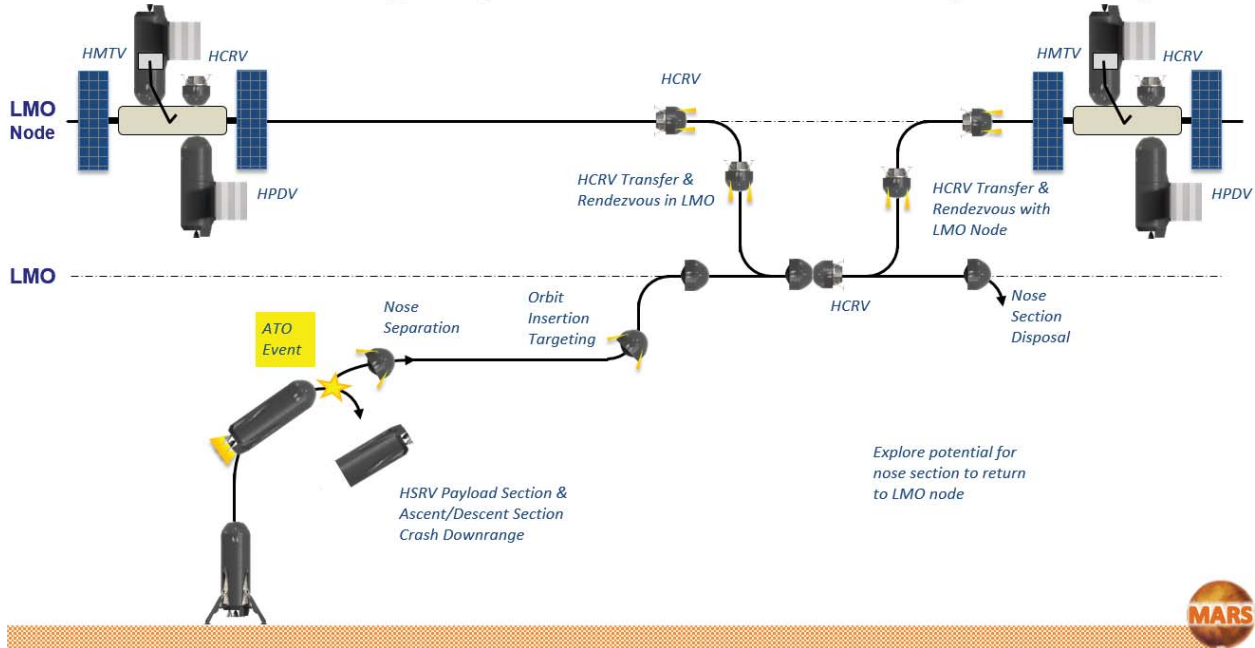 HMTV
HCRV
LMO
Node
HPDV
HCRV
HCRV Transfer &
Rendezvous in LMO
HCRV Transfer &
Rendezvous with
LMO Node
HMTV
HCRV
HPDV
LMO
ATO
Event
Nose
Separation
Orbit
Insertion
Targeting
HCRV
Nose
Section
Disposal
HSRV Payload Section &
Ascent/Descent Section
Crash Downrange
Explore potential for
nose section to return
to LMO node
MARS